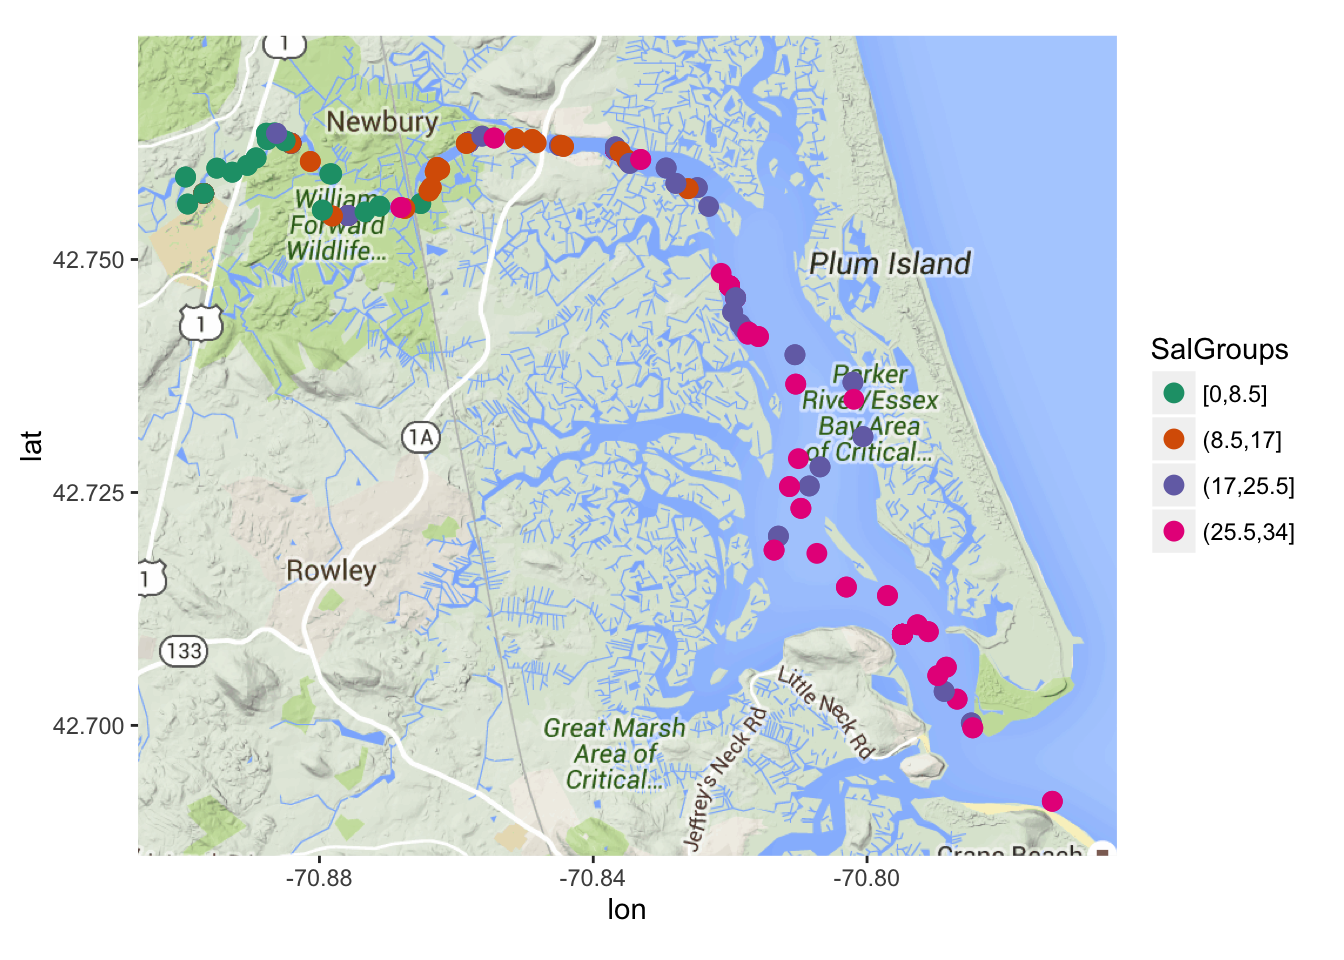 1
Newbury
William
Forward
Wildlife...
Plum Island
1
Parker
River/Essex
Bay Area
of Critical...
1A
Rowley
1
133
Little Neck Rd
Jeffrey's Neck Rd
Great Marsh
Area of
Critical...
Crane Beach
42.750
42.725
42.700
lat
-70.88
-70.84
-70.80
lon
SalGroups
[0,8.5]
(8.5,17]
(17,25.5]
(25.5,34]